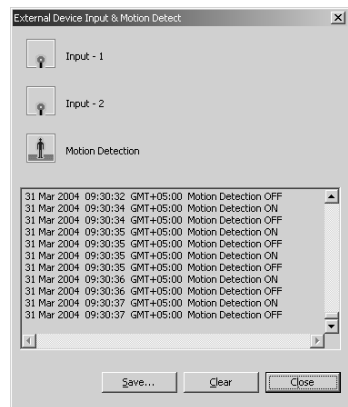 External Device Input & Motion Detect
Input - 1
Input - 2
Motion Detection
31 Mar 2004 09:30:32 GMT+05:00 Motion Detection OFF
31 Mar 2004 09:30:34 GMT+05:00 Motion Detection ON
31 Mar 2004 09:30:34 GMT+05:00 Motion Detection OFF
31 Mar 2004 09:30:35 GMT+05:00 Motion Detection ON
31 Mar 2004 09:30:35 GMT+05:00 Motion Detection OFF
31 Mar 2004 09:30:35 GMT+05:00 Motion Detection ON
31 Mar 2004 09:30:35 GMT+05:00 Motion Detection OFF
31 Mar 2004 09:30:36 GMT+05:00 Motion Detection ON
31 Mar 2004 09:30:36 GMT+05:00 Motion Detection OFF
31 Mar 2004 09:30:37 GMT+05:00 Motion Detection ON
31 Mar 2004 09:30:37 GMT+05:00 Motion Detection OFF
Save... Clear Close